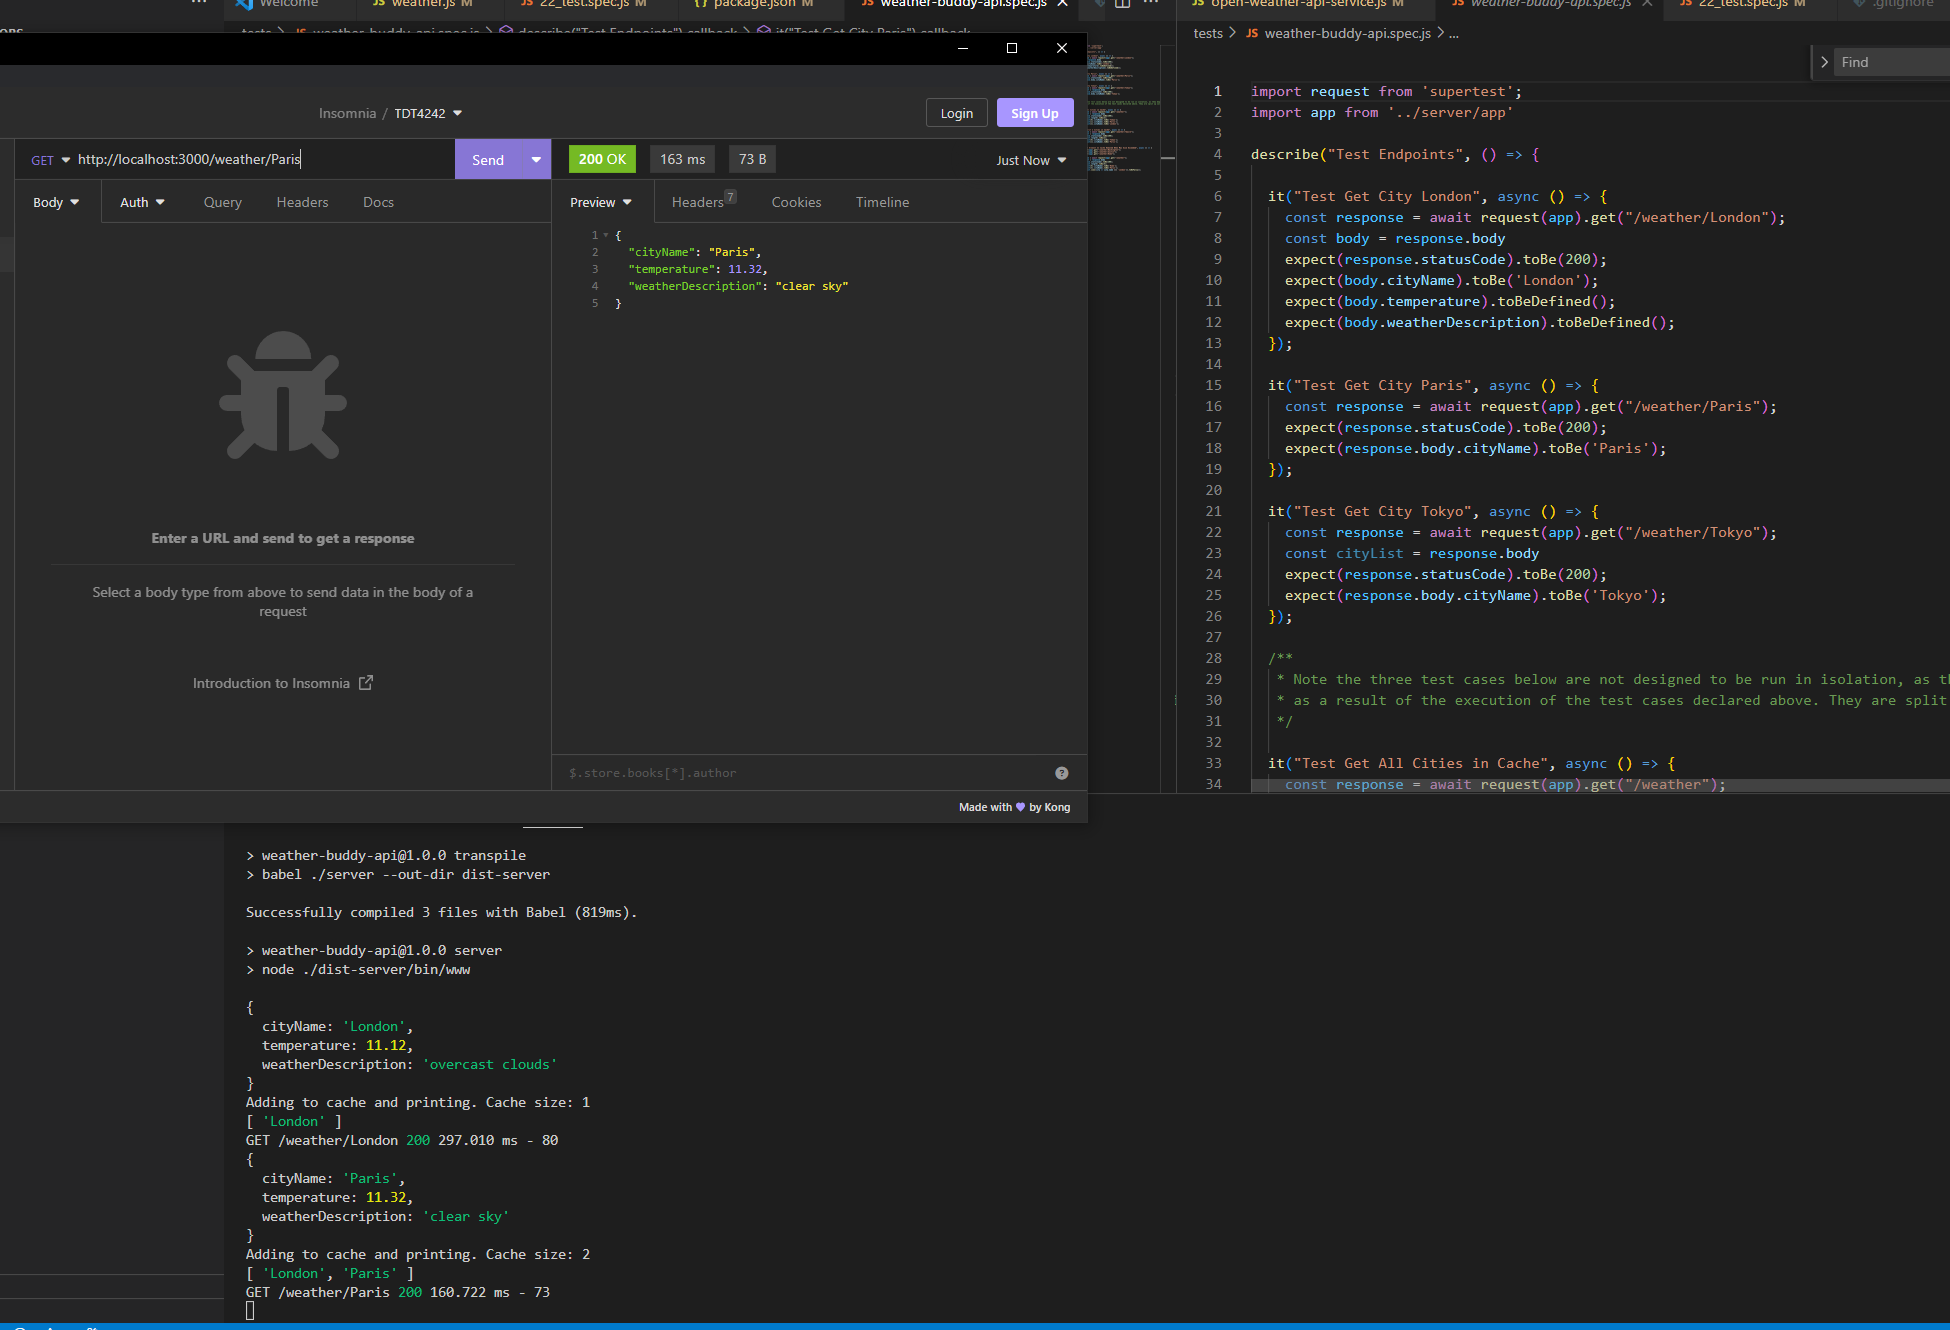 Welcome
JS weather.js M
JS 22_test.spec.js M
{} package.json M
JS weather-buddy-api.spec.js
JS open-weather-api-service.js M
JS weather-buddy-api.spec.js
JS 22_test.spec.js M
.gitignore
tests > JS weather-buddy-api.spec.js > describe("Test Endpoints") callback > it("Test Get City Paris") callback
tests > JS weather-buddy-api.spec.js > ...
Find
Insomnia / TDT4242
Login
Sign Up
GET
http://localhost:3000/weather/Paris
Send
200 OK
163 ms
73 B
Just Now
Body
Auth
Query
Headers
Docs
Preview
Headers 7
Cookies
Timeline
1 {
2 "cityName": "Paris",
3 "temperature": 11.32,
4 "weatherDescription": "clear sky"
5 }
Enter a URL and send to get a response
Select a body type from above to send data in the body of a
request
Introduction to Insomnia
$.store.books[*].author
?
Made with by Kong
1 import request from 'supertest';
2 import app from '../server/app'
3
4 describe("Test Endpoints", () => {
5
6 it("Test Get City London", async () => {
7 const response = await request(app).get("/weather/London");
8 const body = response.body
9 expect(response.statusCode).toBe(200);
10 expect(body.cityName).toBe('London');
11 expect(body.temperature).toBeDefined();
12 expect(body.weatherDescription).toBeDefined();
13 });
14
15 it("Test Get City Paris", async () => {
16 const response = await request(app).get("/weather/Paris");
17 expect(response.statusCode).toBe(200);
18 expect(response.body.cityName).toBe('Paris');
19 });
20
21 it("Test Get City Tokyo", async () => {
22 const response = await request(app).get("/weather/Tokyo");
23 const cityList = response.body
24 expect(response.statusCode).toBe(200);
25 expect(response.body.cityName).toBe('Tokyo');
26 });
27
28 /**
29 * Note the three test cases below are not designed to be run in isolation, as
30 * as a result of the execution of the test cases declared above. They are split
31 */
32
33 it("Test Get All Cities in Cache", async () => {
34 const response = await request(app).get("/weather");
> weather-buddy-api@1.0.0 transpile
> babel ./server --out-dir dist-server
Successfully compiled 3 files with Babel (819ms).
> weather-buddy-api@1.0.0 server
> node ./dist-server/bin/www
{
cityName: 'London',
temperature: 11.12,
weatherDescription: 'overcast clouds'
}
Adding to cache and printing. Cache size: 1
[ 'London' ]
GET /weather/London 200 297.010 ms - 80
{
cityName: 'Paris',
temperature: 11.32,
weatherDescription: 'clear sky'
}
Adding to cache and printing. Cache size: 2
[ 'London', 'Paris' ]
GET /weather/Paris 200 160.722 ms - 73